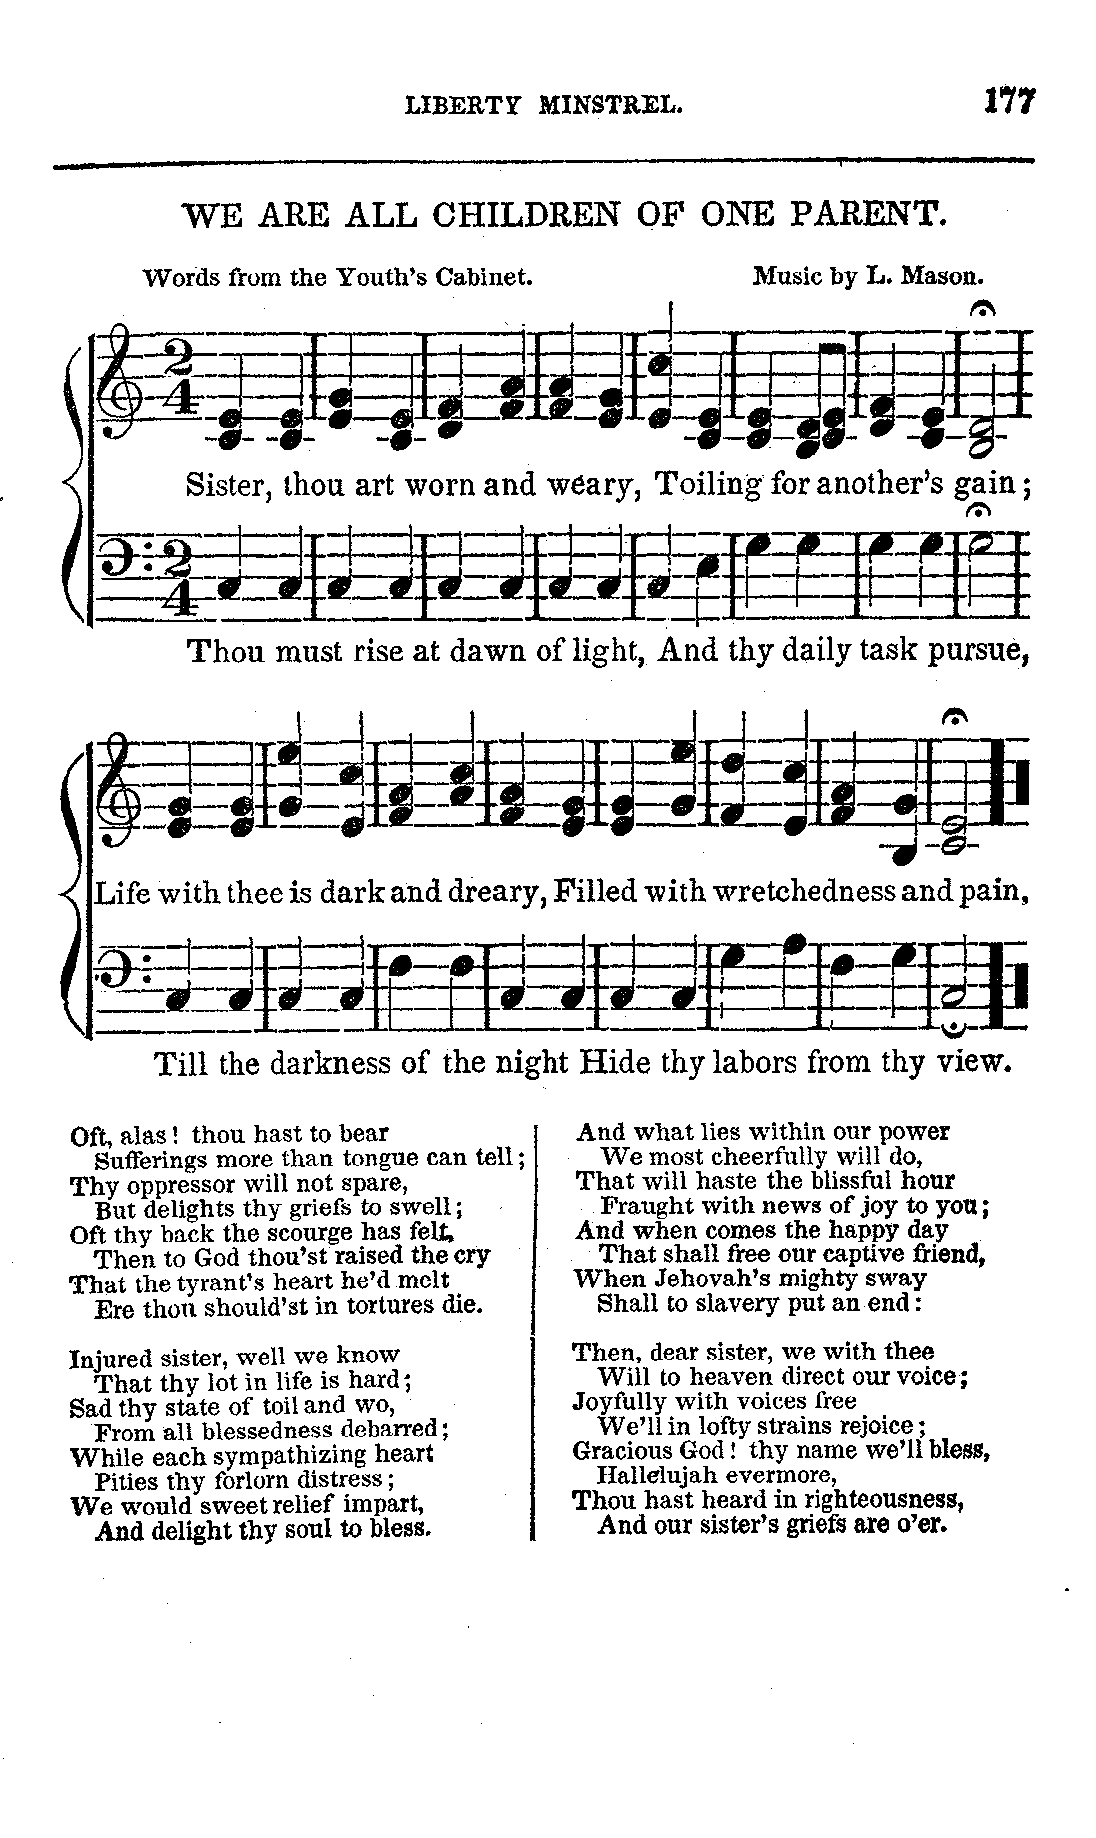 LIBERTY MINSTREL. 177
WE ARE ALL CHILDREN OF ONE PARENT.
Words from the Youth's Cabinet. Music by L. Mason.
2
4
Sister, thou art worn and weary, Toiling for another's gain;
2
4
Thou must rise at dawn of light, And thy daily task pursue,
Life with thee is dark and dreary, Filled with wretchedness and pain,
Till the darkness of the night Hide thy labors from thy view.
Oft, alas! thou hast to bear
Sufferings more than tongue can tell;
Thy oppressor will not spare,
But delights thy griefs to swell;
Oft thy back the scourge has felt,
Then to God thou'st raised the cry
That the tyrant's heart he'd melt
Ere thou should'st in tortures die.
Injured sister, well we know
That thy lot in life is hard;
Sad thy state of toil and wo,
From all blessedness debarred;
While each sympathizing heart
Pities thy forlorn distress;
We would sweet relief impart,
And delight thy soul to bless.
And what lies within our power
We most cheerfully will do,
That will haste the blissful hour
Fraught with news of joy to you;
And when comes the happy day
That shall free our captive friend,
When Jehovah's mighty sway
Shall to slavery put an end:
Then, dear sister, we with thee
Will to heaven direct our voice;
Joyfully with voices free
We'll in lofty strains rejoice;
Gracious God! thy name we'll bless,
Hallelujah evermore,
Thou hast heard in righteousness,
And our sister's griefs are o'er.